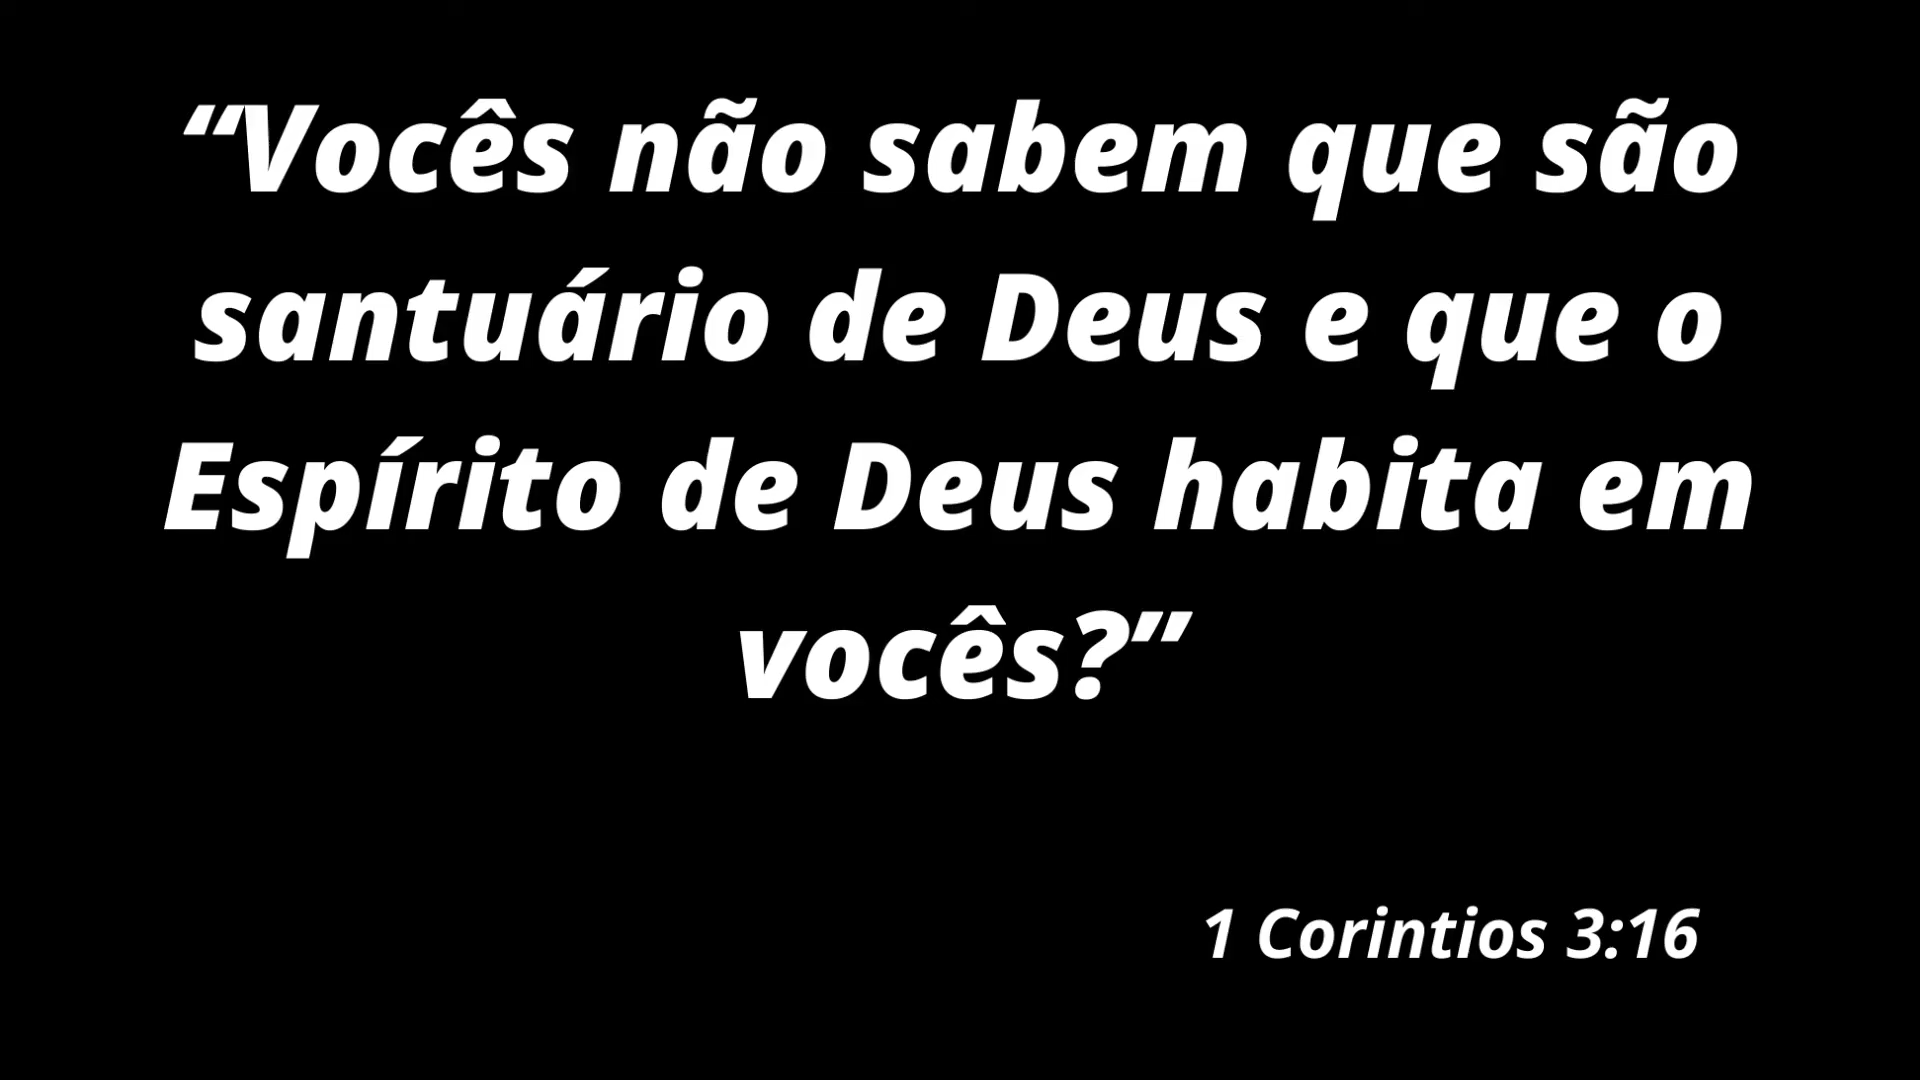 “Vocês não sabem que são
santuário de Deus e que o
Espírito de Deus habita em
vocês?”
1 Corintios 3:16